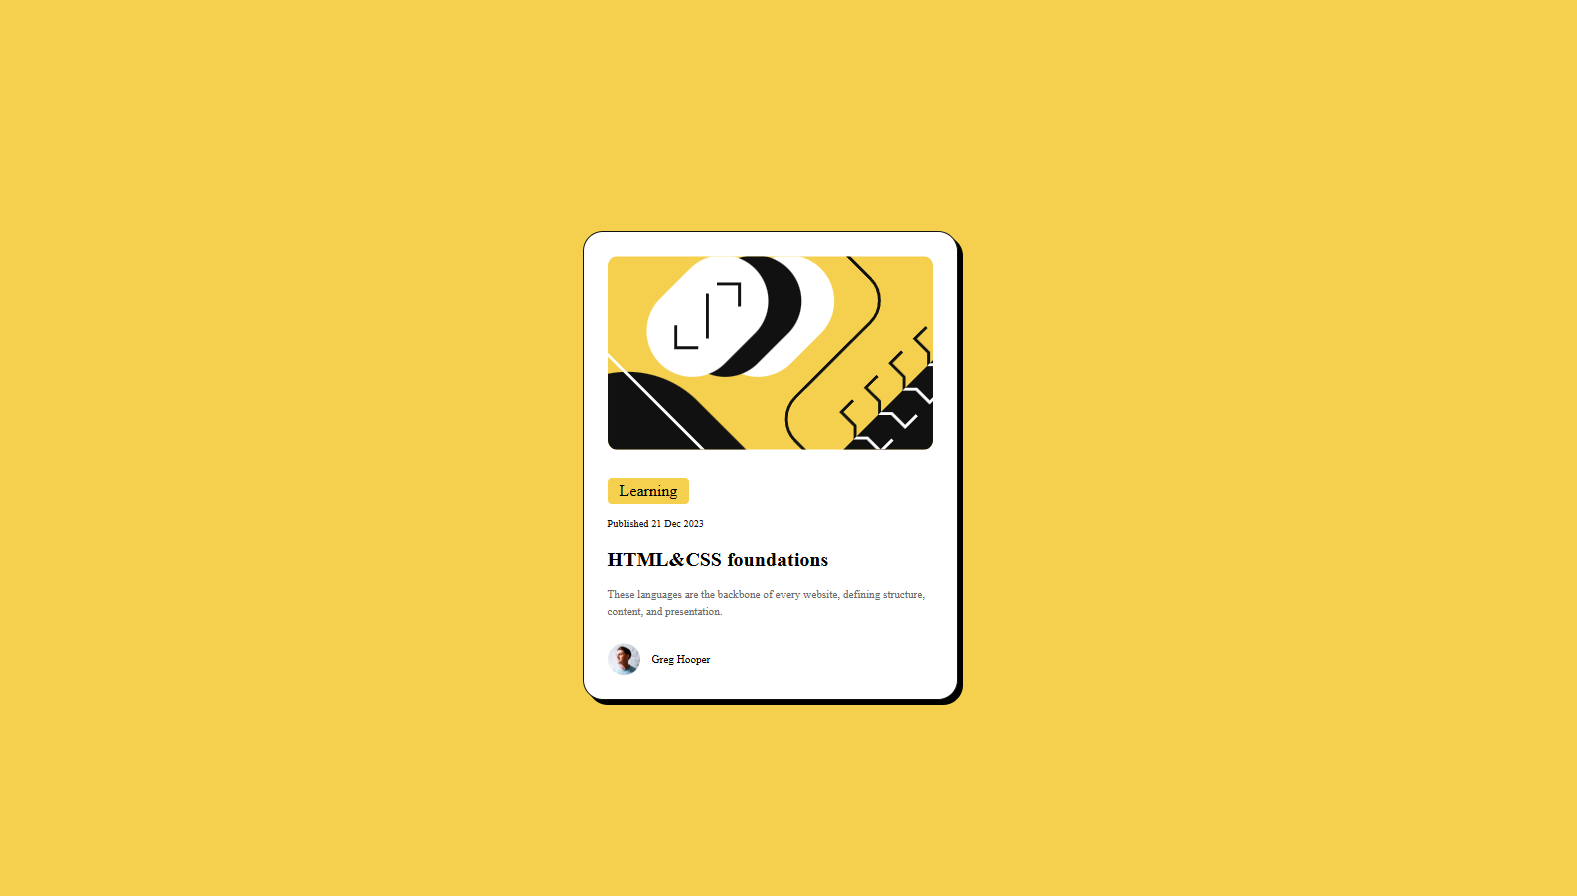 Learning
Published 21 Dec 2023
HTML&CSS foundations
These languages are the backbone of every website, defining structure,
content, and presentation.
Greg Hooper